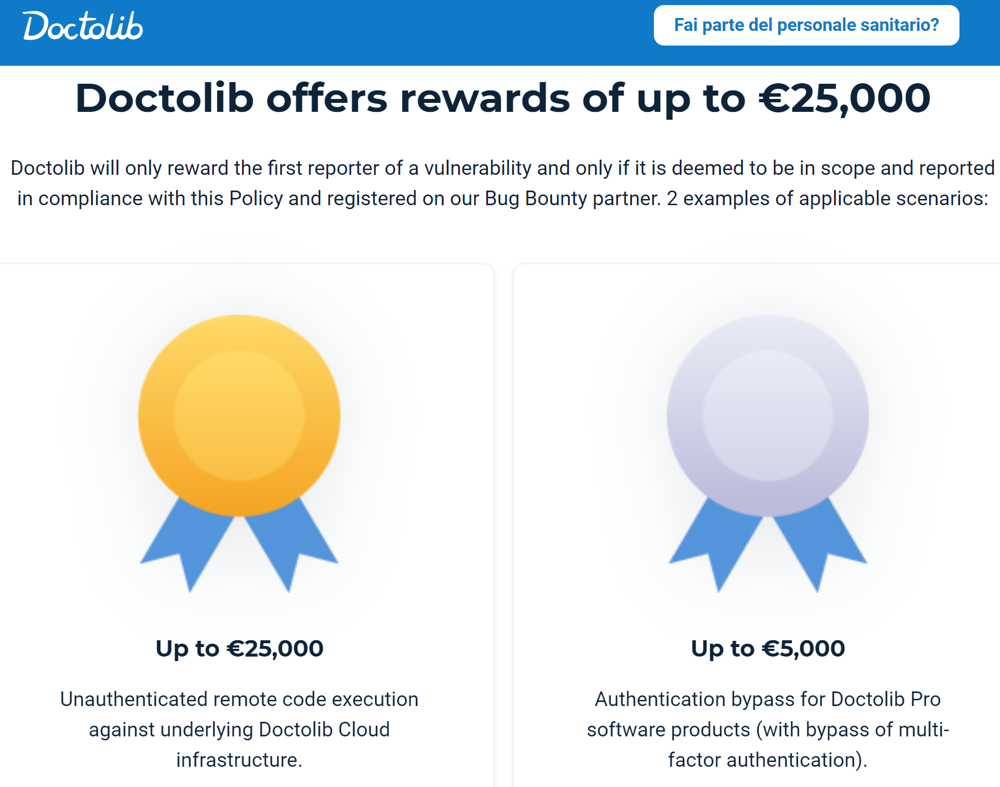 Doctolib
Fai parte del personale sanitario?
Doctolib offers rewards of up to €25,000
Doctolib will only reward the first reporter of a vulnerability and only if it is deemed to be in scope and reported
in compliance with this Policy and registered on our Bug Bounty partner. 2 examples of applicable scenarios:
Up to €25,000
Unauthenticated remote code execution
against underlying Doctolib Cloud
infrastructure.
Up to €5,000
Authentication bypass for Doctolib Pro
software products (with bypass of multi-
factor authentication).